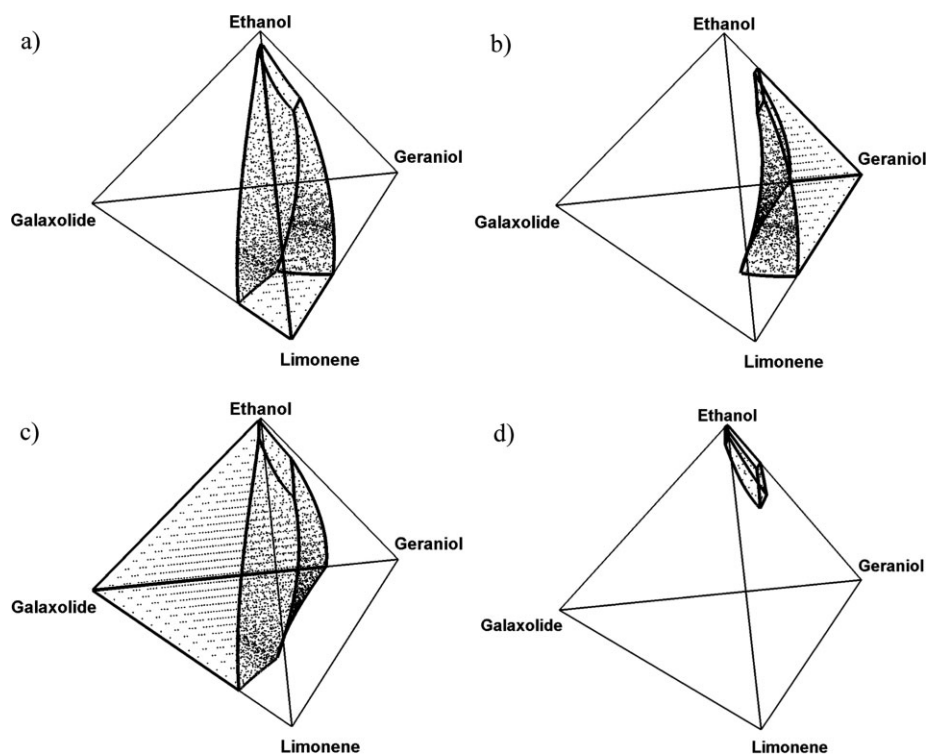 a)
Ethanol
Geraniol
Galaxolide
Limonene
b)
Ethanol
Geraniol
Galaxolide
Limonene
c)
Ethanol
Geraniol
Galaxolide
Limonene
d)
Ethanol
Geraniol
Galaxolide
Limonene